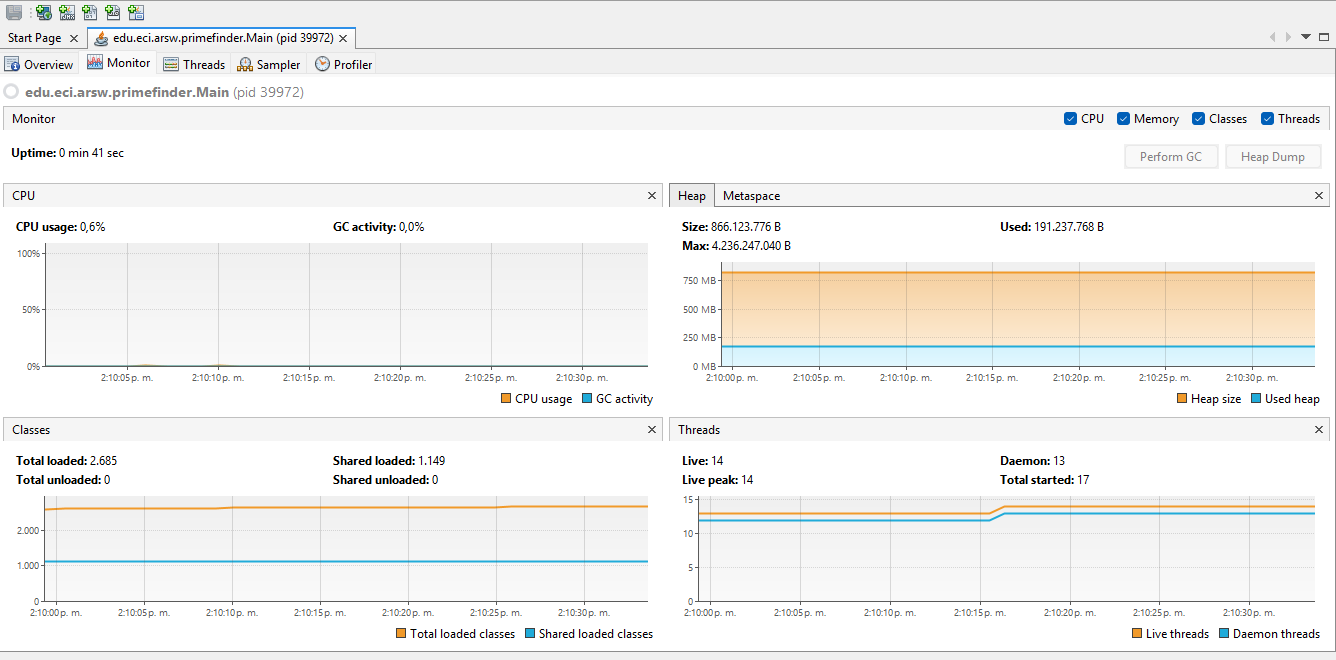 Start Page
edu.eci.arsw.primefinder.Main (pid 39972)
Overview Monitor Threads Sampler Profiler
edu.eci.arsw.primefinder.Main (pid 39972)
Monitor
CPU Memory Classes Threads
Uptime: 0 min 41 sec
Perform GC Heap Dump
CPU
CPU usage: 0,6% GC activity: 0,0%
100%
50%
0%
2:10:05 p. m. 2:10:10 p. m. 2:10:15 p. m. 2:10:20 p. m. 2:10:25 p. m. 2:10:30 p. m.
CPU usage GC activity
Heap Metaspace
Size: 866.123.776 B Used: 191.237.768 B
Max: 4.236.247.040 B
750 MB
500 MB
250 MB
0 MB
2:10:00 p. m. 2:10:05 p. m. 2:10:10 p. m. 2:10:15 p. m. 2:10:20 p. m. 2:10:25 p. m. 2:10:30 p. m.
Heap size Used heap
Classes
Total loaded: 2.685 Shared loaded: 1.149
Total unloaded: 0 Shared unloaded: 0
2.000
1.000
0
2:10:00 p. m. 2:10:05 p. m. 2:10:10 p. m. 2:10:15 p. m. 2:10:20 p. m. 2:10:25 p. m. 2:10:30 p. m.
Total loaded classes Shared loaded classes
Threads
Live: 14 Daemon: 13
Live peak: 14 Total started: 17
15
10
5
0
2:10:00 p. m. 2:10:05 p. m. 2:10:10 p. m. 2:10:15 p. m. 2:10:20 p. m. 2:10:25 p. m. 2:10:30 p. m.
Live threads Daemon threads